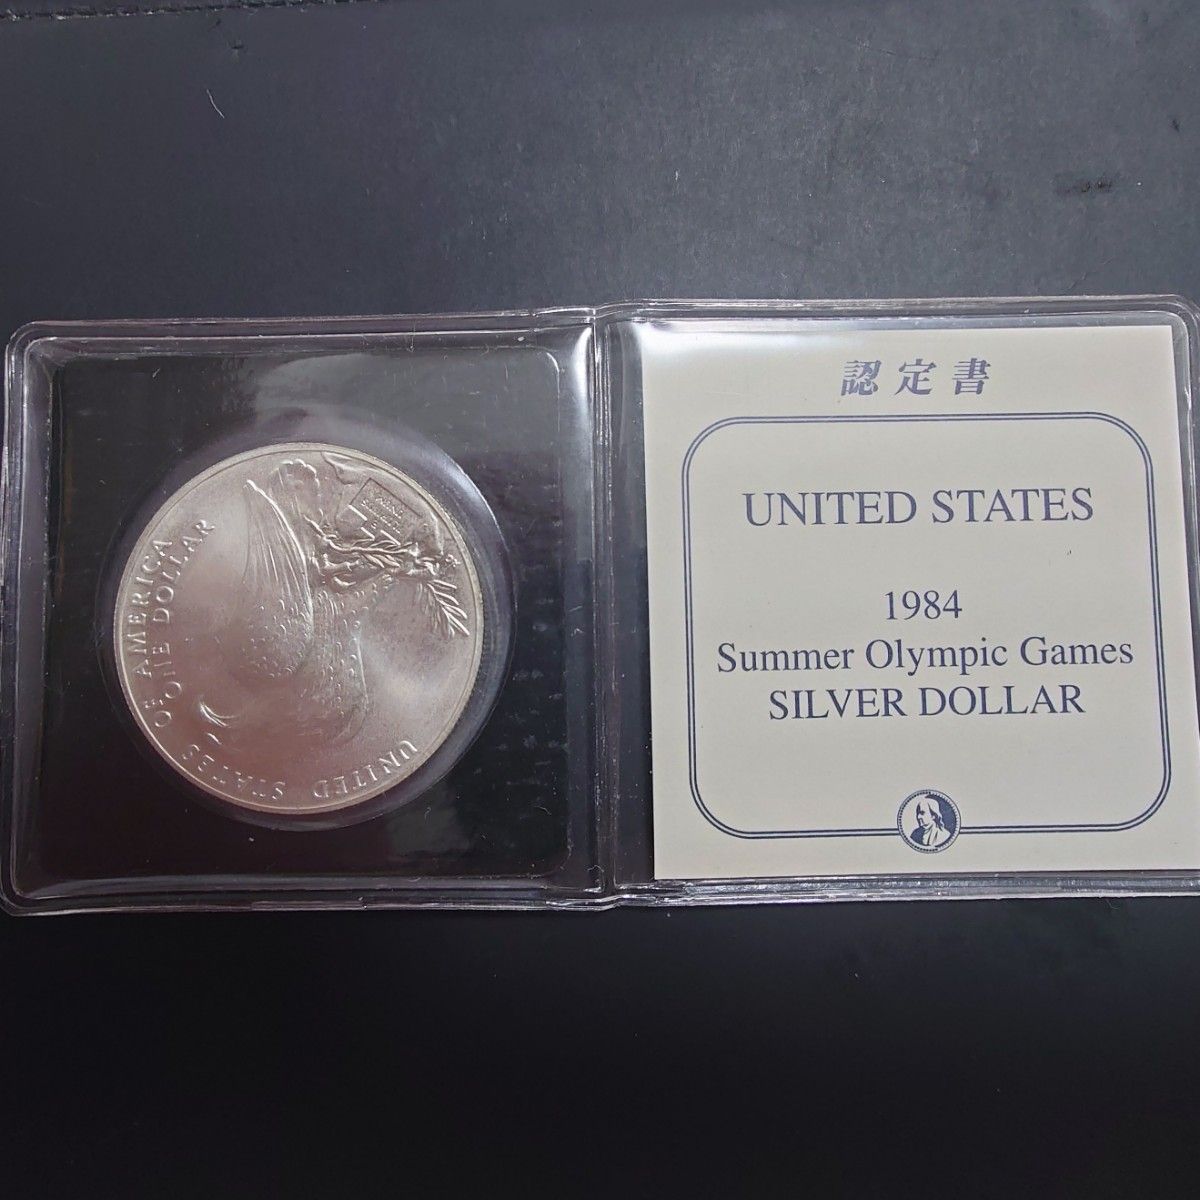 UNITED STATES OF AMERICA
ONE DOLLAR
認定書
UNITED STATES
1984
Summer Olympic Games
SILVER DOLLAR